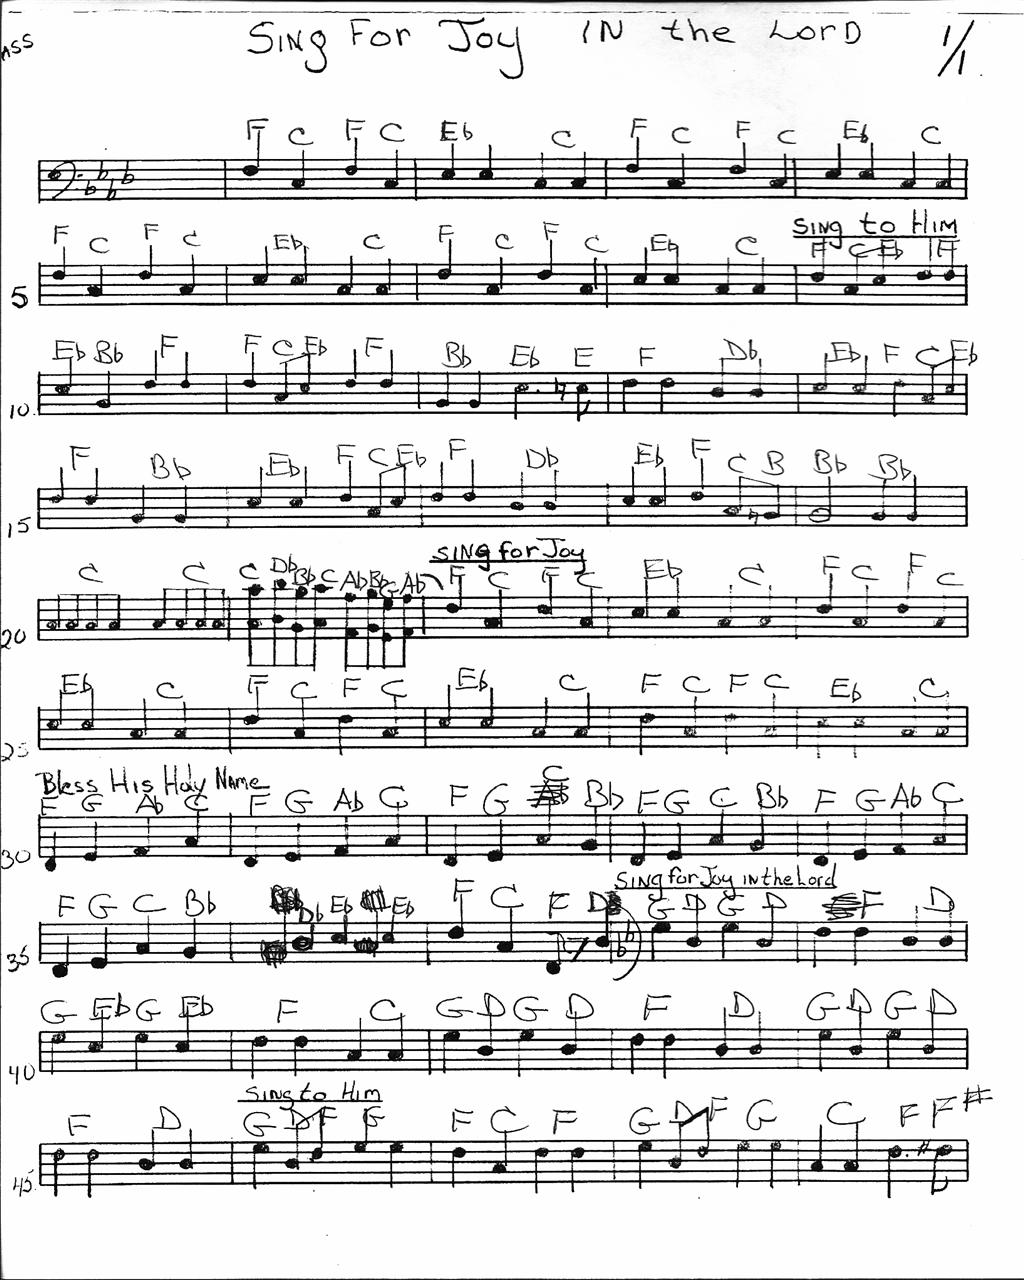 SING FOR JOY IN the LORD 1/1
F C F C Eb C F C F C Eb C
F C F C Eb C F C F C Eb C SING to HIM F C Eb F
5
Eb Bb F F C Eb F Bb Eb E F Db Eb F C Eb
10
F Bb Eb F C Eb F Db Eb F C B Bb Bb
15
C C C Db Bb C Ab Bb G Ab SING for JOY F C F C Eb C F C F C
20
Eb C F C F C Eb C F C F C Eb C
25
Bless His Holy NAME
F G Ab C F G Ab C F G C Bb F G C Bb F G Ab C
30
SING for JOY IN the Lord
F G C Bb Db Eb Eb F C F D G D G D F D
35
G Eb G Eb F C G D G D F D G D G D
40
SING to HIM
F D G D F G F C F G D F G C F F#
45